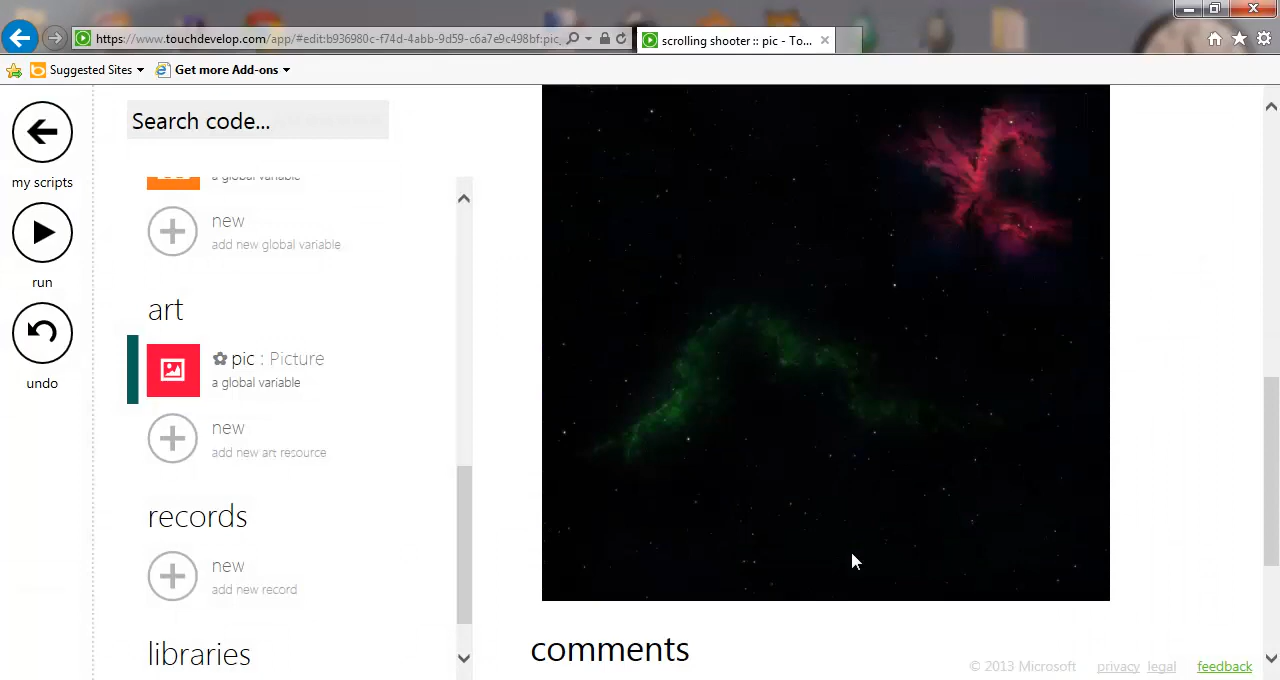 https://www.touchdevelop.com/app/#edit:b936980c-f74d-4abb-9d59-c6a7e9c498bf:pic
scrolling shooter :: pic - To...
Suggested Sites
Get more Add-ons
my scripts
run
undo
Search code...
a global variable
new
add new global variable
art
pic : Picture
a global variable
new
add new art resource
records
new
add new record
libraries
comments
© 2013 Microsoft privacy legal feedback